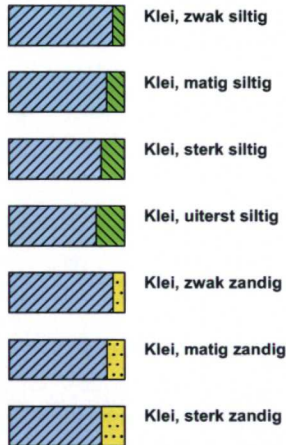 Klei, zwak siltig
Klei, matig siltig
Klei, sterk siltig
Klei, uiterst siltig
Klei, zwak zandig
Klei, matig zandig
Klei, sterk zandig